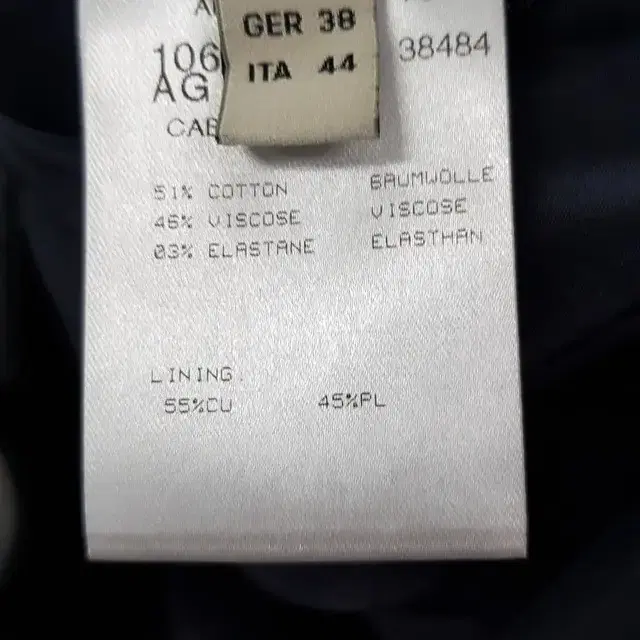 GER 38
ITA 44
106 38484
AG
CAB
51% COTTON BAUMWOLLE
46% VISCOSE VISCOSE
03% ELASTANE ELASTHAN
LINING
55%CU 45%PL